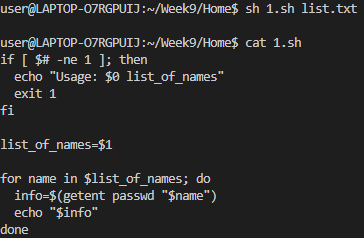 user@LAPTOP-O7RGPUIJ:~/Week9/Home$ sh 1.sh list.txt

user@LAPTOP-O7RGPUIJ:~/Week9/Home$ cat 1.sh
if [ $# -ne 1 ]; then
  echo "Usage: $0 list_of_names"
  exit 1
fi

list_of_names=$1

for name in $list_of_names; do
  info=$(getent passwd "$name")
  echo "$info"
done